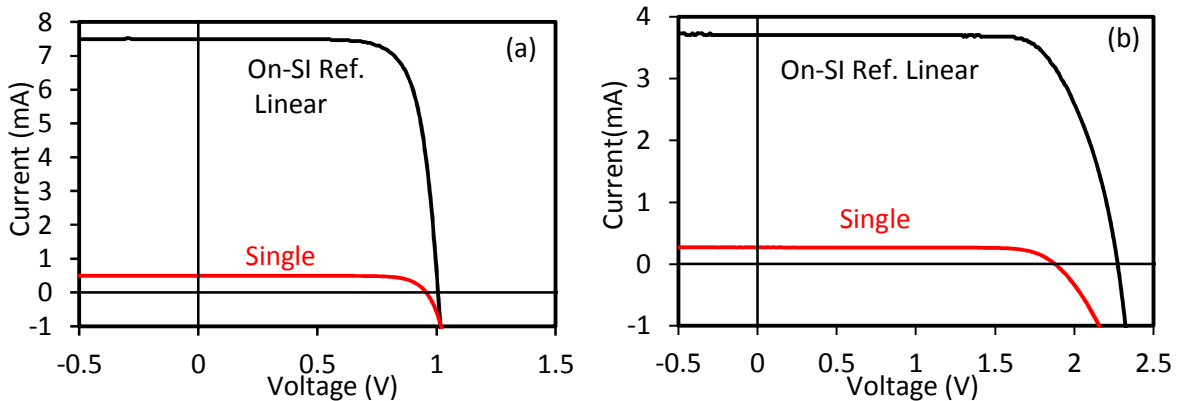 8
7
6
5
4
3
2
1
0
-1
Current (mA)
(a)
On-SI Ref.
Linear
Single
-0.5
0
0.5
1
1.5
Voltage (V)
4
3
2
1
0
-1
Current(mA)
(b)
On-SI Ref. Linear
Single
-0.5
0
0.5
1
1.5
2
2.5
Voltage (V)